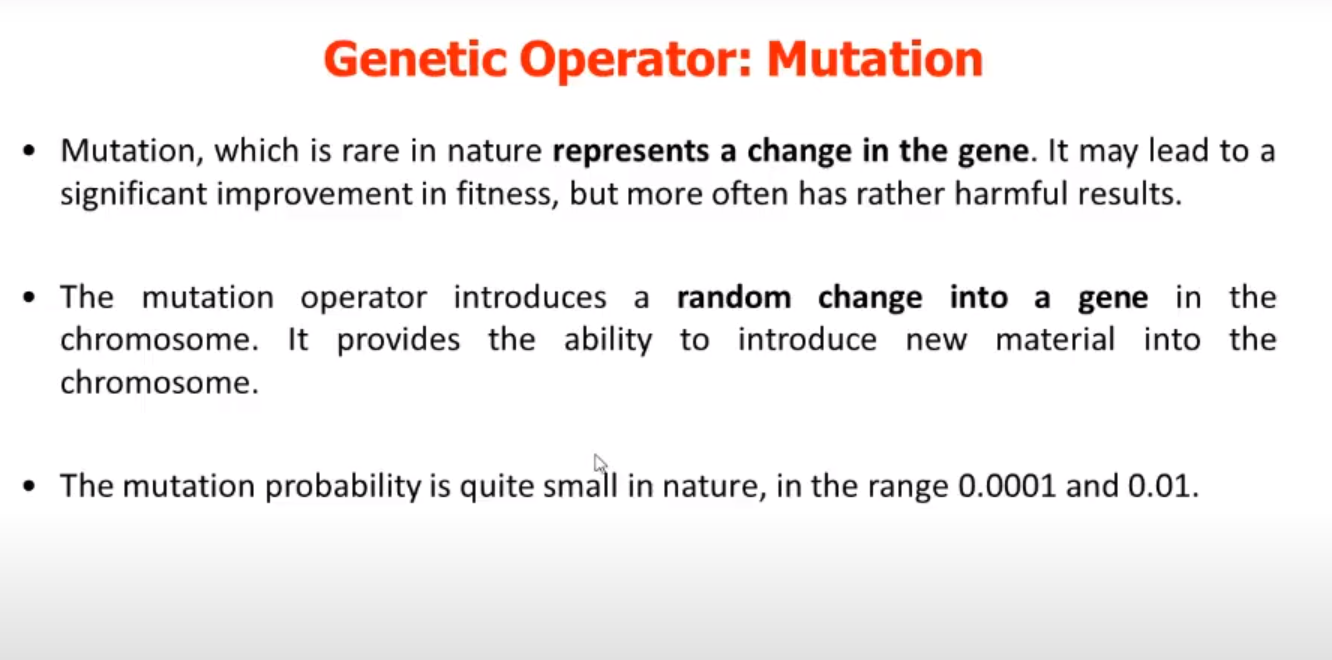 Genetic Operator: Mutation
• Mutation, which is rare in nature represents a change in the gene. It may lead to a
significant improvement in fitness, but more often has rather harmful results.
• The mutation operator introduces a random change into a gene in the
chromosome. It provides the ability to introduce new material into the
chromosome.
• The mutation probability is quite small in nature, in the range 0.0001 and 0.01.